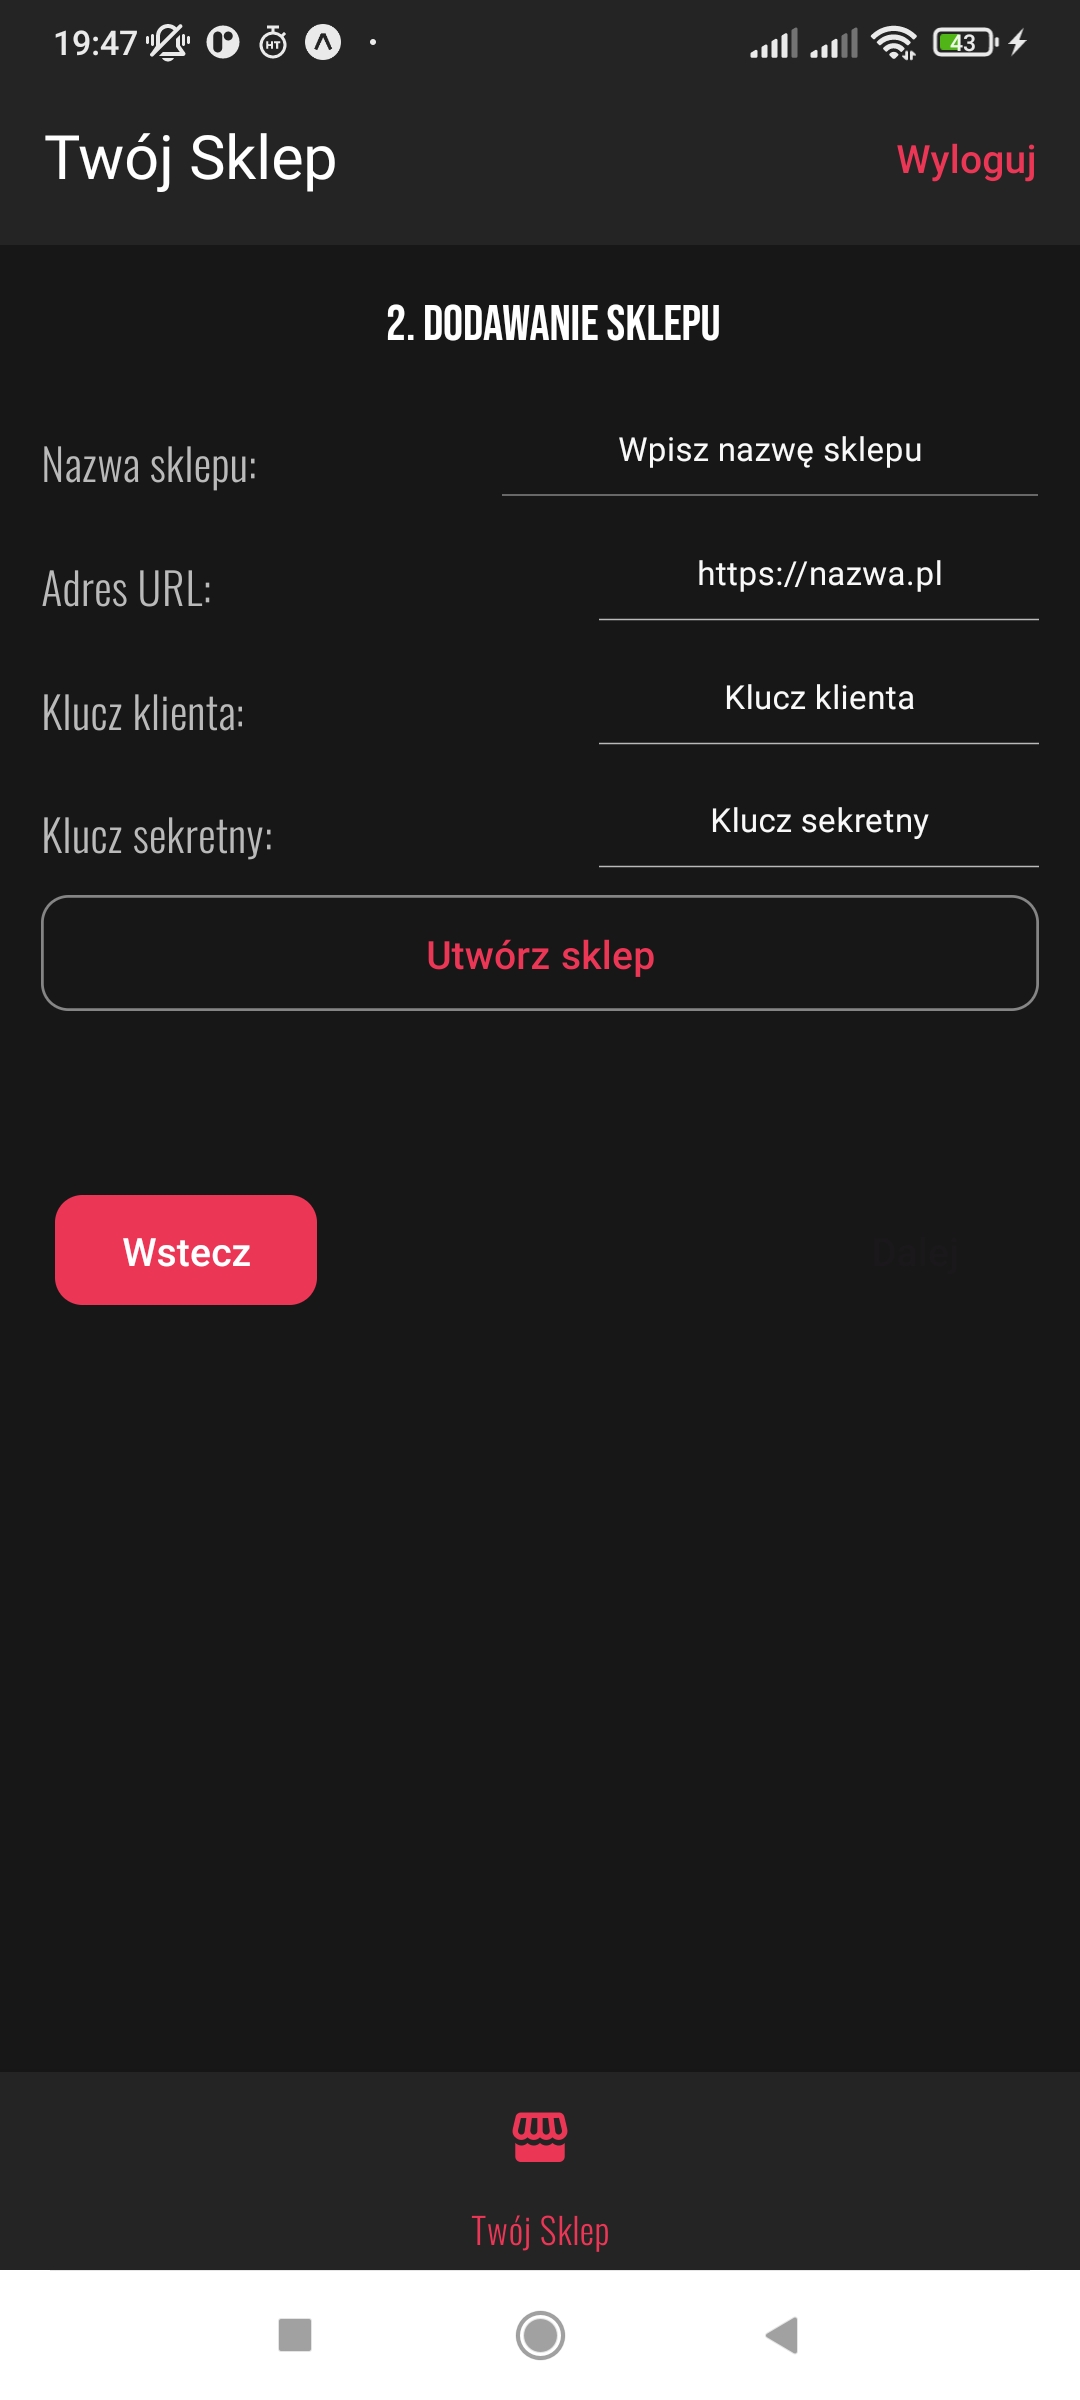 19:47
43
Twój Sklep
Wyloguj
2. DODAWANIE SKLEPU
Nazwa sklepu:
Wpisz nazwę sklepu
Adres URL:
https://nazwa.pl
Klucz klienta:
Klucz klienta
Klucz sekretny:
Klucz sekretny
Utwórz sklep
Wstecz
Dalej
Twój Sklep